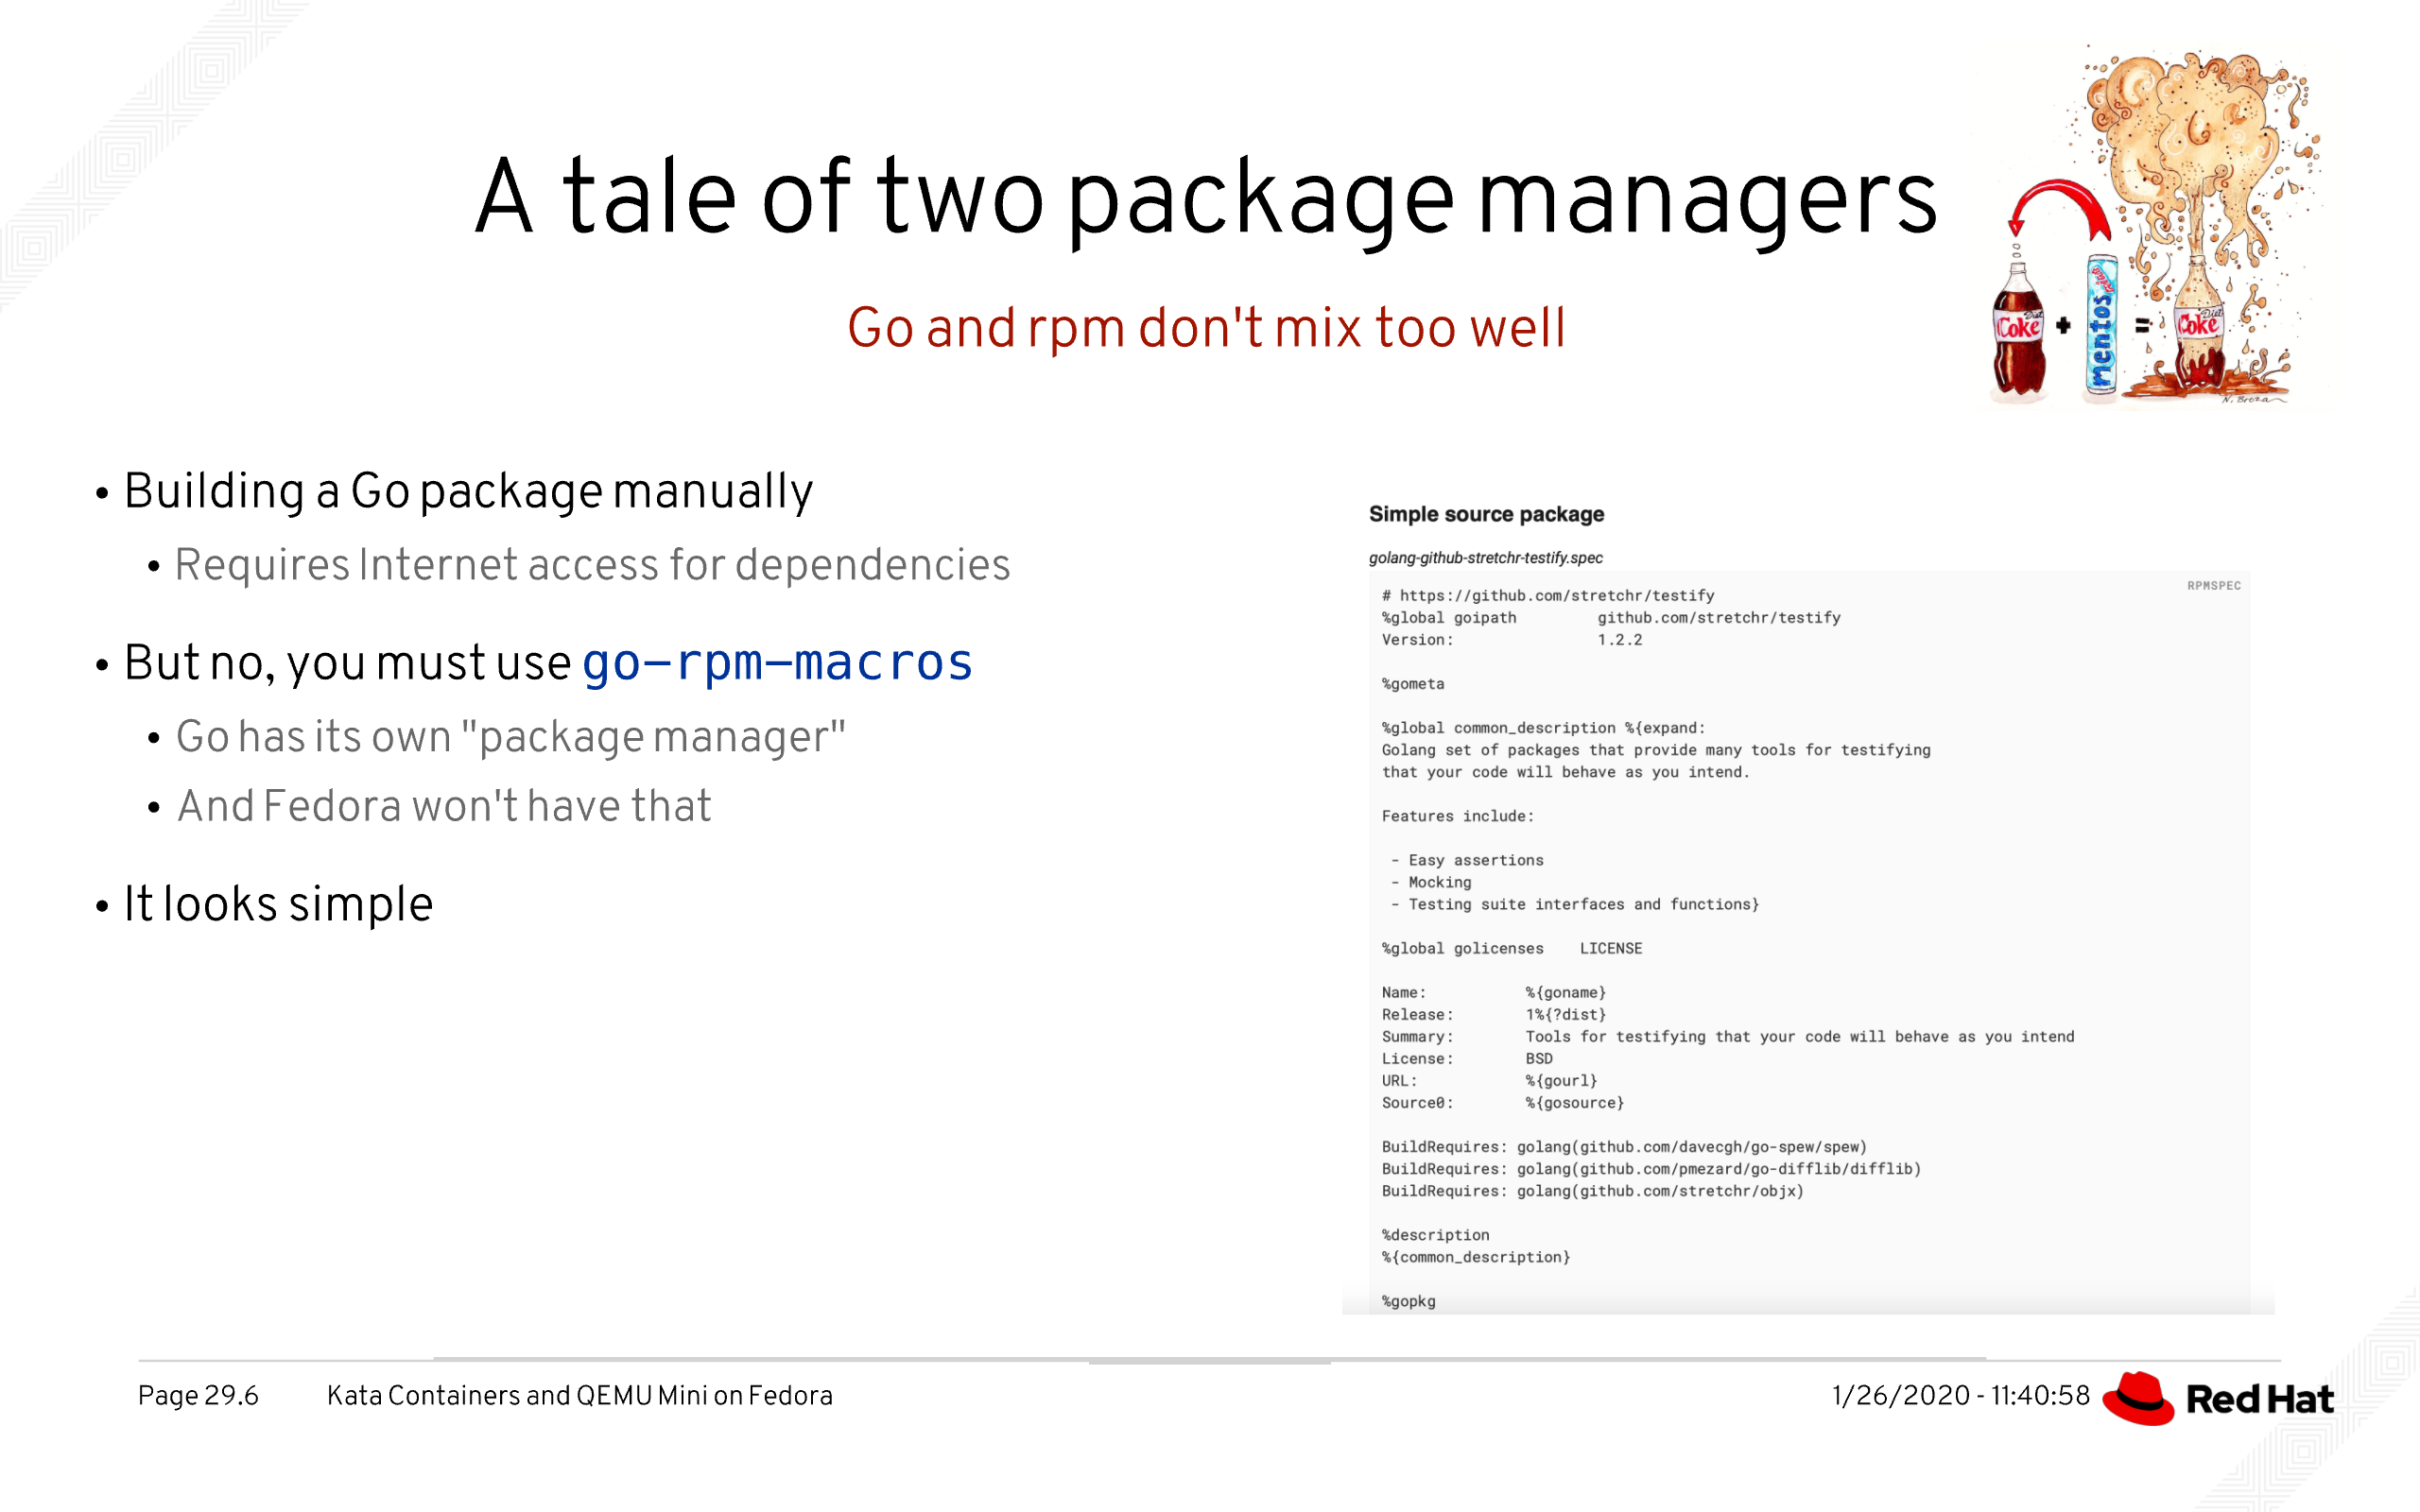 A tale of two package managers
Go and rpm don't mix too well
Diet
Coke
+
mentos
=
Diet
Coke
N. Broza
• Building a Go package manually
• Requires Internet access for dependencies
• But no, you must use go-rpm-macros
• Go has its own "package manager"
• And Fedora won't have that
• It looks simple
Simple source package
golang-github-stretchr-testify.spec
RPMSPEC
# https://github.com/stretchr/testify
%global goipath         github.com/stretchr/testify
Version:                1.2.2
%gometa
%global common_description %{expand:
Golang set of packages that provide many tools for testifying
that your code will behave as you intend.
Features include:
- Easy assertions
- Mocking
- Testing suite interfaces and functions}
%global golicenses    LICENSE
Name:           %{goname}
Release:        1%{?dist}
Summary:        Tools for testifying that your code will behave as you intend
License:        BSD
URL:            %{gourl}
Source0:        %{gosource}
BuildRequires: golang(github.com/davecgh/go-spew/spew)
BuildRequires: golang(github.com/pmezard/go-difflib/difflib)
BuildRequires: golang(github.com/stretchr/objx)
%description
%{common_description}
%gopkg
Page 29.6
Kata Containers and QEMU Mini on Fedora
1/26/2020 - 11:40:58
Red Hat